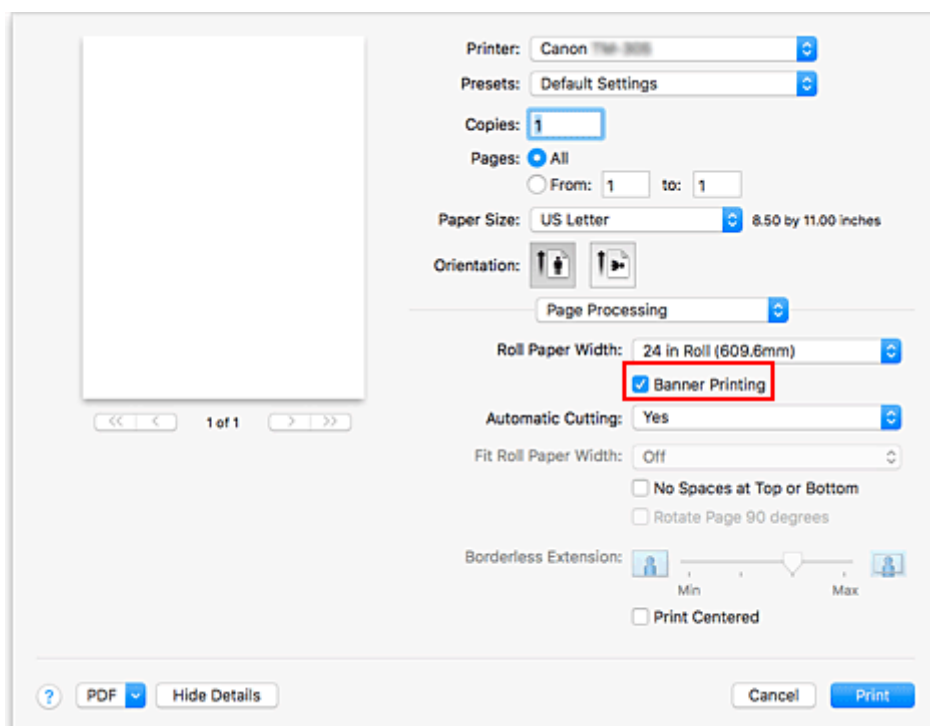 Printer: Canon
Presets: Default Settings
Copies: 1
Pages: All
From: 1 to: 1
Paper Size: US Letter 8.50 by 11.00 inches
Orientation:
Page Processing
Roll Paper Width: 24 in Roll (609.6mm)
Banner Printing
<< < 1 of 1 > >>
Automatic Cutting: Yes
Fit Roll Paper Width: Off
No Spaces at Top or Bottom
Rotate Page 90 degrees
Borderless Extension:
Min Max
Print Centered
? PDF Hide Details Cancel Print